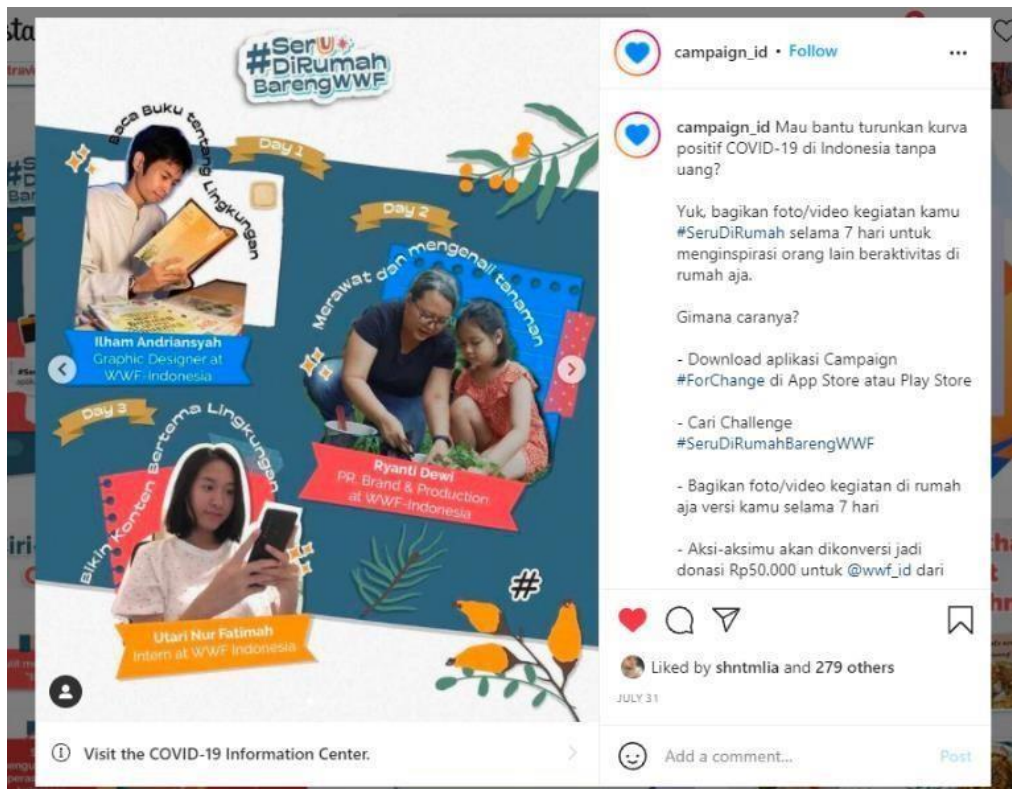 #SeruDiRumahBarengWWF
Baca Buku tentang Lingkungan
Day 1
Ilham Andriansyah
Graphic Designer at
WWF-Indonesia
Day 2
Merawat dan mengenali tanaman
Ryanti Dewi
PR, Brand & Production
at WWF-Indonesia
Day 3
Bikin Konten Bertema Lingkungan
Utari Nur Fatimah
Intern at WWF Indonesia
#
Visit the COVID-19 Information Center.
campaign_id • Follow
campaign_id Mau bantu turunkan kurva
positif COVID-19 di Indonesia tanpa
uang?
Yuk, bagikan foto/video kegiatan kamu
#SeruDiRumah selama 7 hari untuk
menginspirasi orang lain beraktivitas di
rumah aja.
Gimana caranya?
- Download aplikasi Campaign
#ForChange di App Store atau Play Store
- Cari Challenge
#SeruDiRumahBarengWWF
- Bagikan foto/video kegiatan di rumah
aja versi kamu selama 7 hari
- Aksi-aksimu akan dikonversi jadi
donasi Rp50.000 untuk @wwf_id dari
Liked by shntmlia and 279 others
JULY 31
Add a comment...
Post